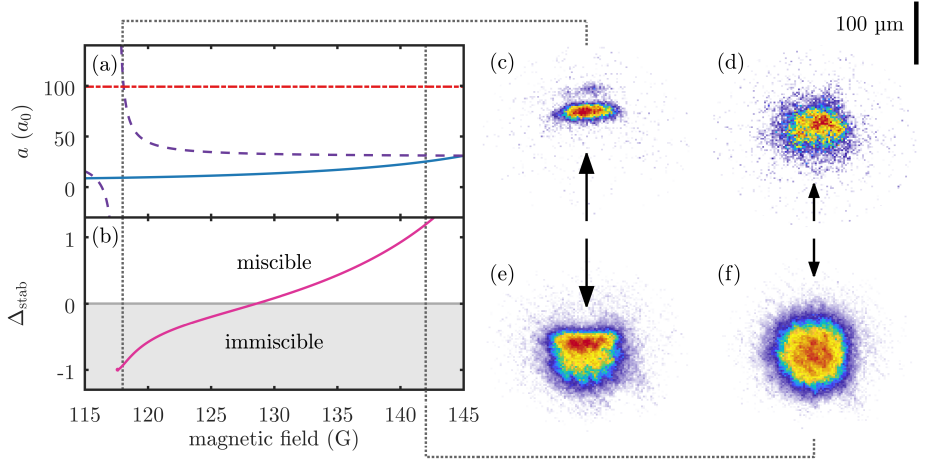 100 µm
(a)
100
50
0
a (a₀)
(b)
1
0
-1
Δstab
miscible
immiscible
115 120 125 130 135 140 145
magnetic field (G)
(c)
(d)
(e)
(f)